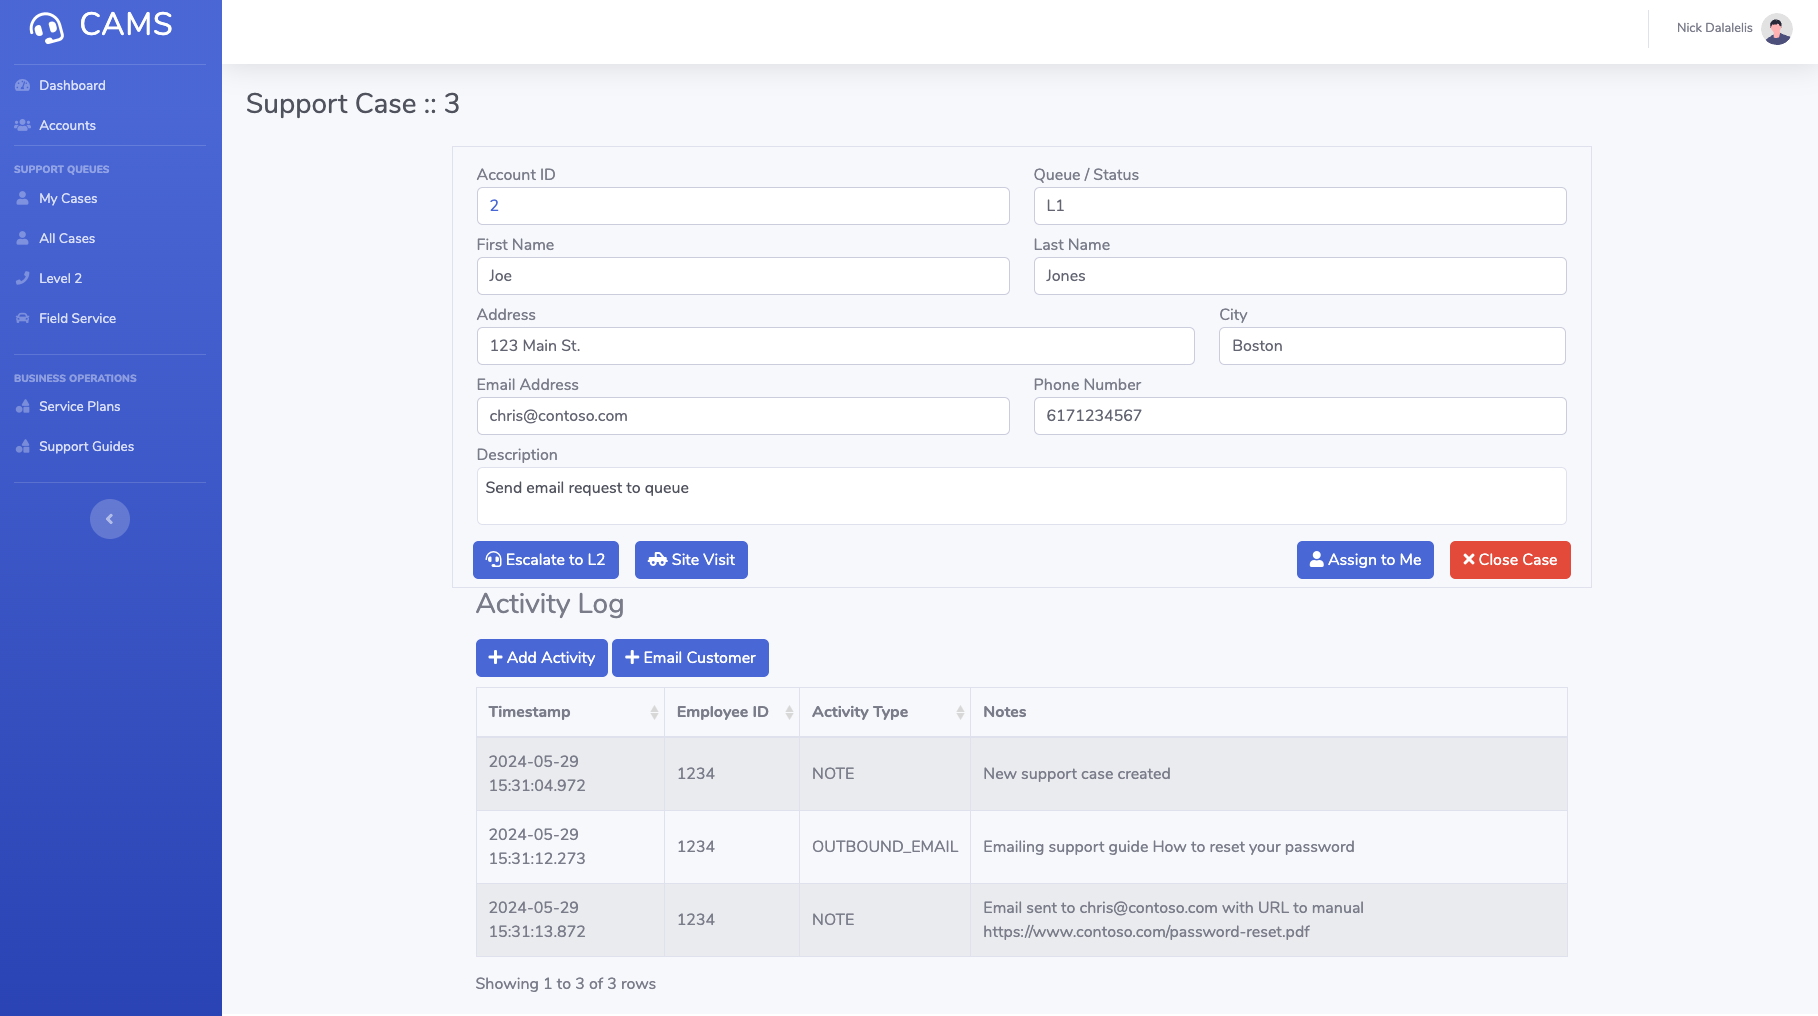 CAMS
Nick Dalalelis
Dashboard
Accounts
SUPPORT QUEUES
My Cases
All Cases
Level 2
Field Service
BUSINESS OPERATIONS
Service Plans
Support Guides
Support Case :: 3
Account ID
Queue / Status
2
L1
First Name
Last Name
Joe
Jones
Address
City
123 Main St.
Boston
Email Address
Phone Number
chris@contoso.com
6171234567
Description
Send email request to queue
Escalate to L2
Site Visit
Assign to Me
Close Case
Activity Log
Add Activity
Email Customer
Timestamp
Employee ID
Activity Type
Notes
2024-05-29
15:31:04.972
1234
NOTE
New support case created
2024-05-29
15:31:12.273
1234
OUTBOUND_EMAIL
Emailing support guide How to reset your password
2024-05-29
15:31:13.872
1234
NOTE
Email sent to chris@contoso.com with URL to manual
https://www.contoso.com/password-reset.pdf
Showing 1 to 3 of 3 rows